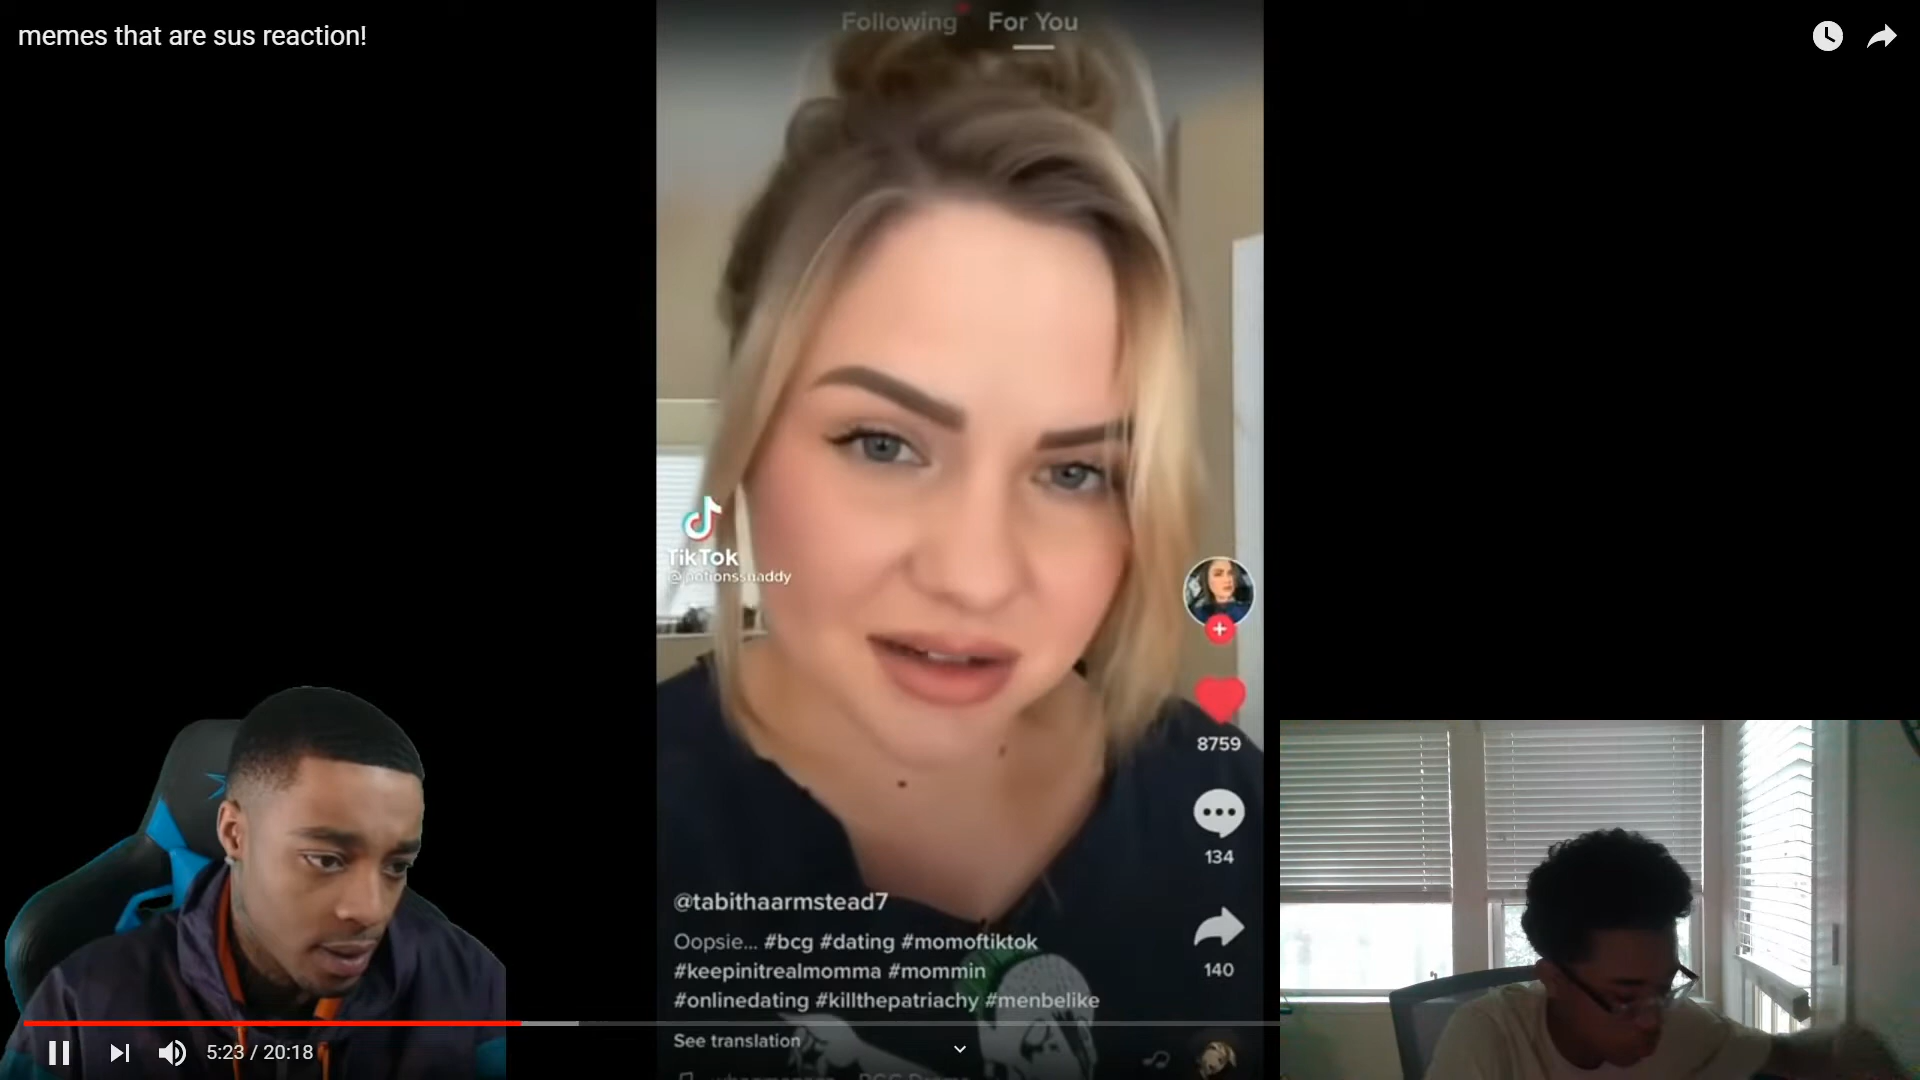 memes that are sus reaction!
Following For You
TikTok
8759
134
@tabithaarmstead7
Oopsie... #bcg #dating #momoftiktok
#keepinitrealmomma #mommin
140
#onlinedating #killthepatriachy #menbelike
See translation
5:23 / 20:18